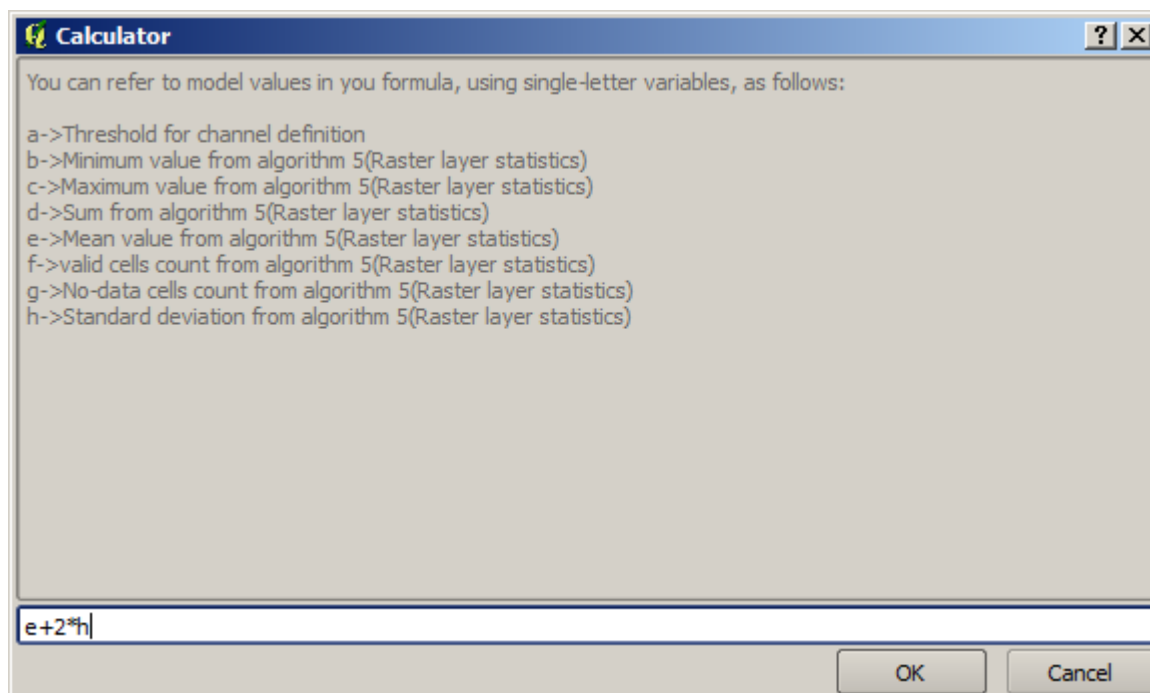 Calculator
You can refer to model values in you formula, using single-letter variables, as follows:
a->Threshold for channel definition
b->Minimum value from algorithm 5(Raster layer statistics)
c->Maximum value from algorithm 5(Raster layer statistics)
d->Sum from algorithm 5(Raster layer statistics)
e->Mean value from algorithm 5(Raster layer statistics)
f->valid cells count from algorithm 5(Raster layer statistics)
g->No-data cells count from algorithm 5(Raster layer statistics)
h->Standard deviation from algorithm 5(Raster layer statistics)
e+2*h
OK Cancel